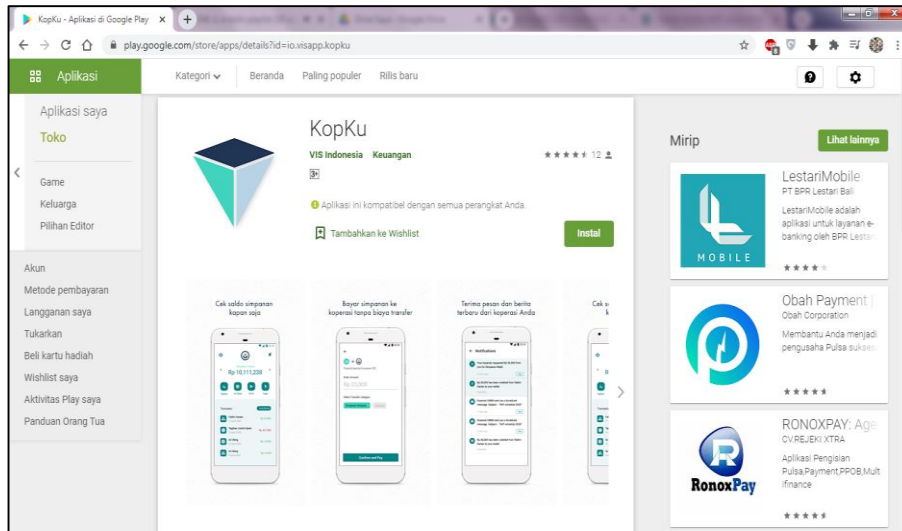 KopKu - Aplikasi di Google Play
play.google.com/store/apps/details?id=io.visapp.kopku
Aplikasi
Kategori
Beranda
Paling populer
Rilis baru
Aplikasi saya
Toko
Game
Keluarga
Pilihan Editor
Akun
Metode pembayaran
Langganan saya
Tukarkan
Beli kartu hadiah
Wishlist saya
Aktivitas Play saya
Panduan Orang Tua
KopKu
VIS Indonesia Keuangan
12
3+
Aplikasi ini kompatibel dengan semua perangkat Anda.
Tambahkan ke Wishlist
Instal
Cek saldo simpanan
kapan saja
Rp 10,111,228
Bayar simpanan ke
koperasi tanpa biaya transfer
Confirm and Pay
Terima pesan dan berita
terbaru dari koperasi Anda
Notifications
Mirip
Lihat lainnya
MOBILE
LestariMobile
PT BPR Lestari Bali
LestariMobile adalah
aplikasi untuk layanan e-
banking oleh BPR Lestari
Obah Payment |
Obah Corporation
Membantu Anda menjadi
pengusaha Pulsa sukses
RonoxPay
RONOXPAY: Age
CV.REJEKI XTRA
Aplikasi Pengisian
Pulsa,Payment,PPOB,Mult
ifinance